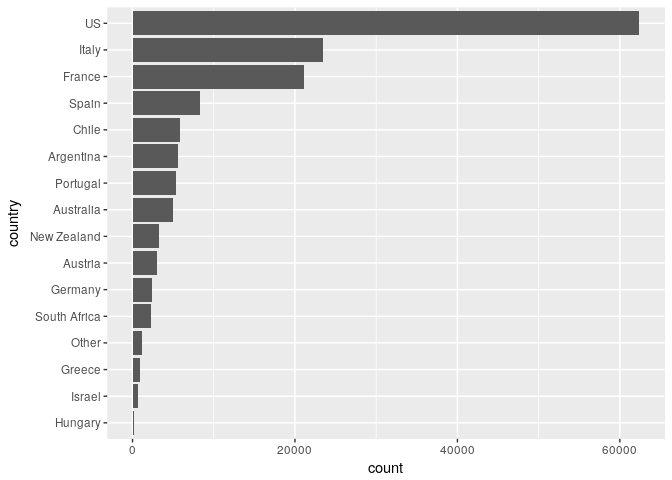 US
Italy
France
Spain
Chile
Argentina
Portugal
Australia
New Zealand
Austria
Germany
South Africa
Other
Greece
Israel
Hungary
country
0 20000 40000 60000
count